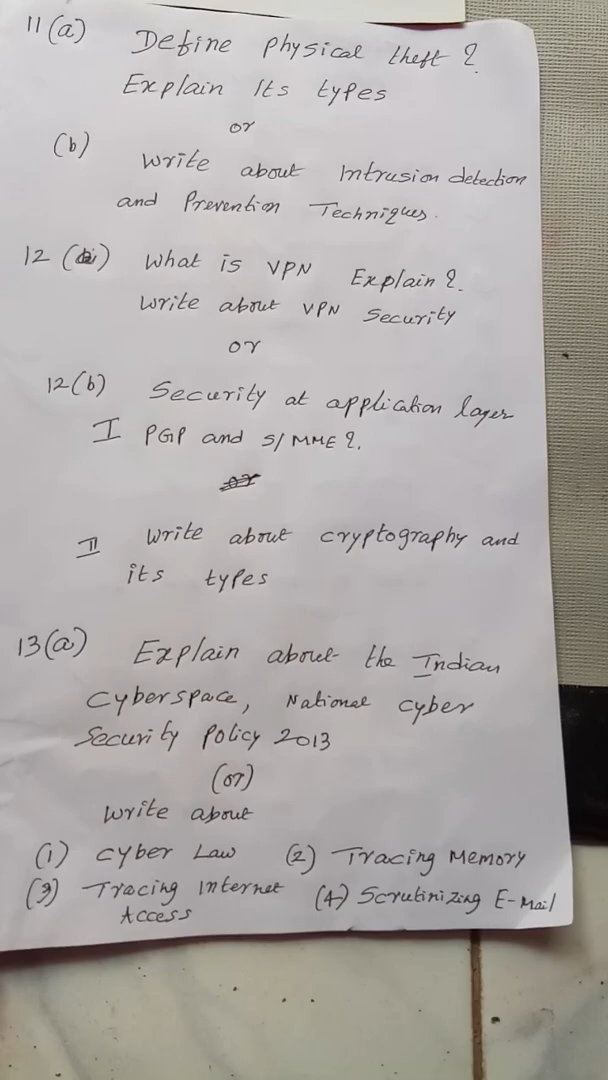 11(a) Define physical theft ?
Explain Its types
or
(b) Write about Intrusion detection
and Prevention Techniques.
12 (a) What is VPN Explain ?.
Write about VPN Security
or
12(b) Security at application layer
I PGP and S/MME ?.
II Write about cryptography and
its types
13(a) Explain about the Indian
Cyberspace, National Cyber
Security Policy 2013
(or)
Write about
(1) Cyber Law (2) Tracing Memory
(3) Tracing Internet Access (4) Scrutinizing E-Mail